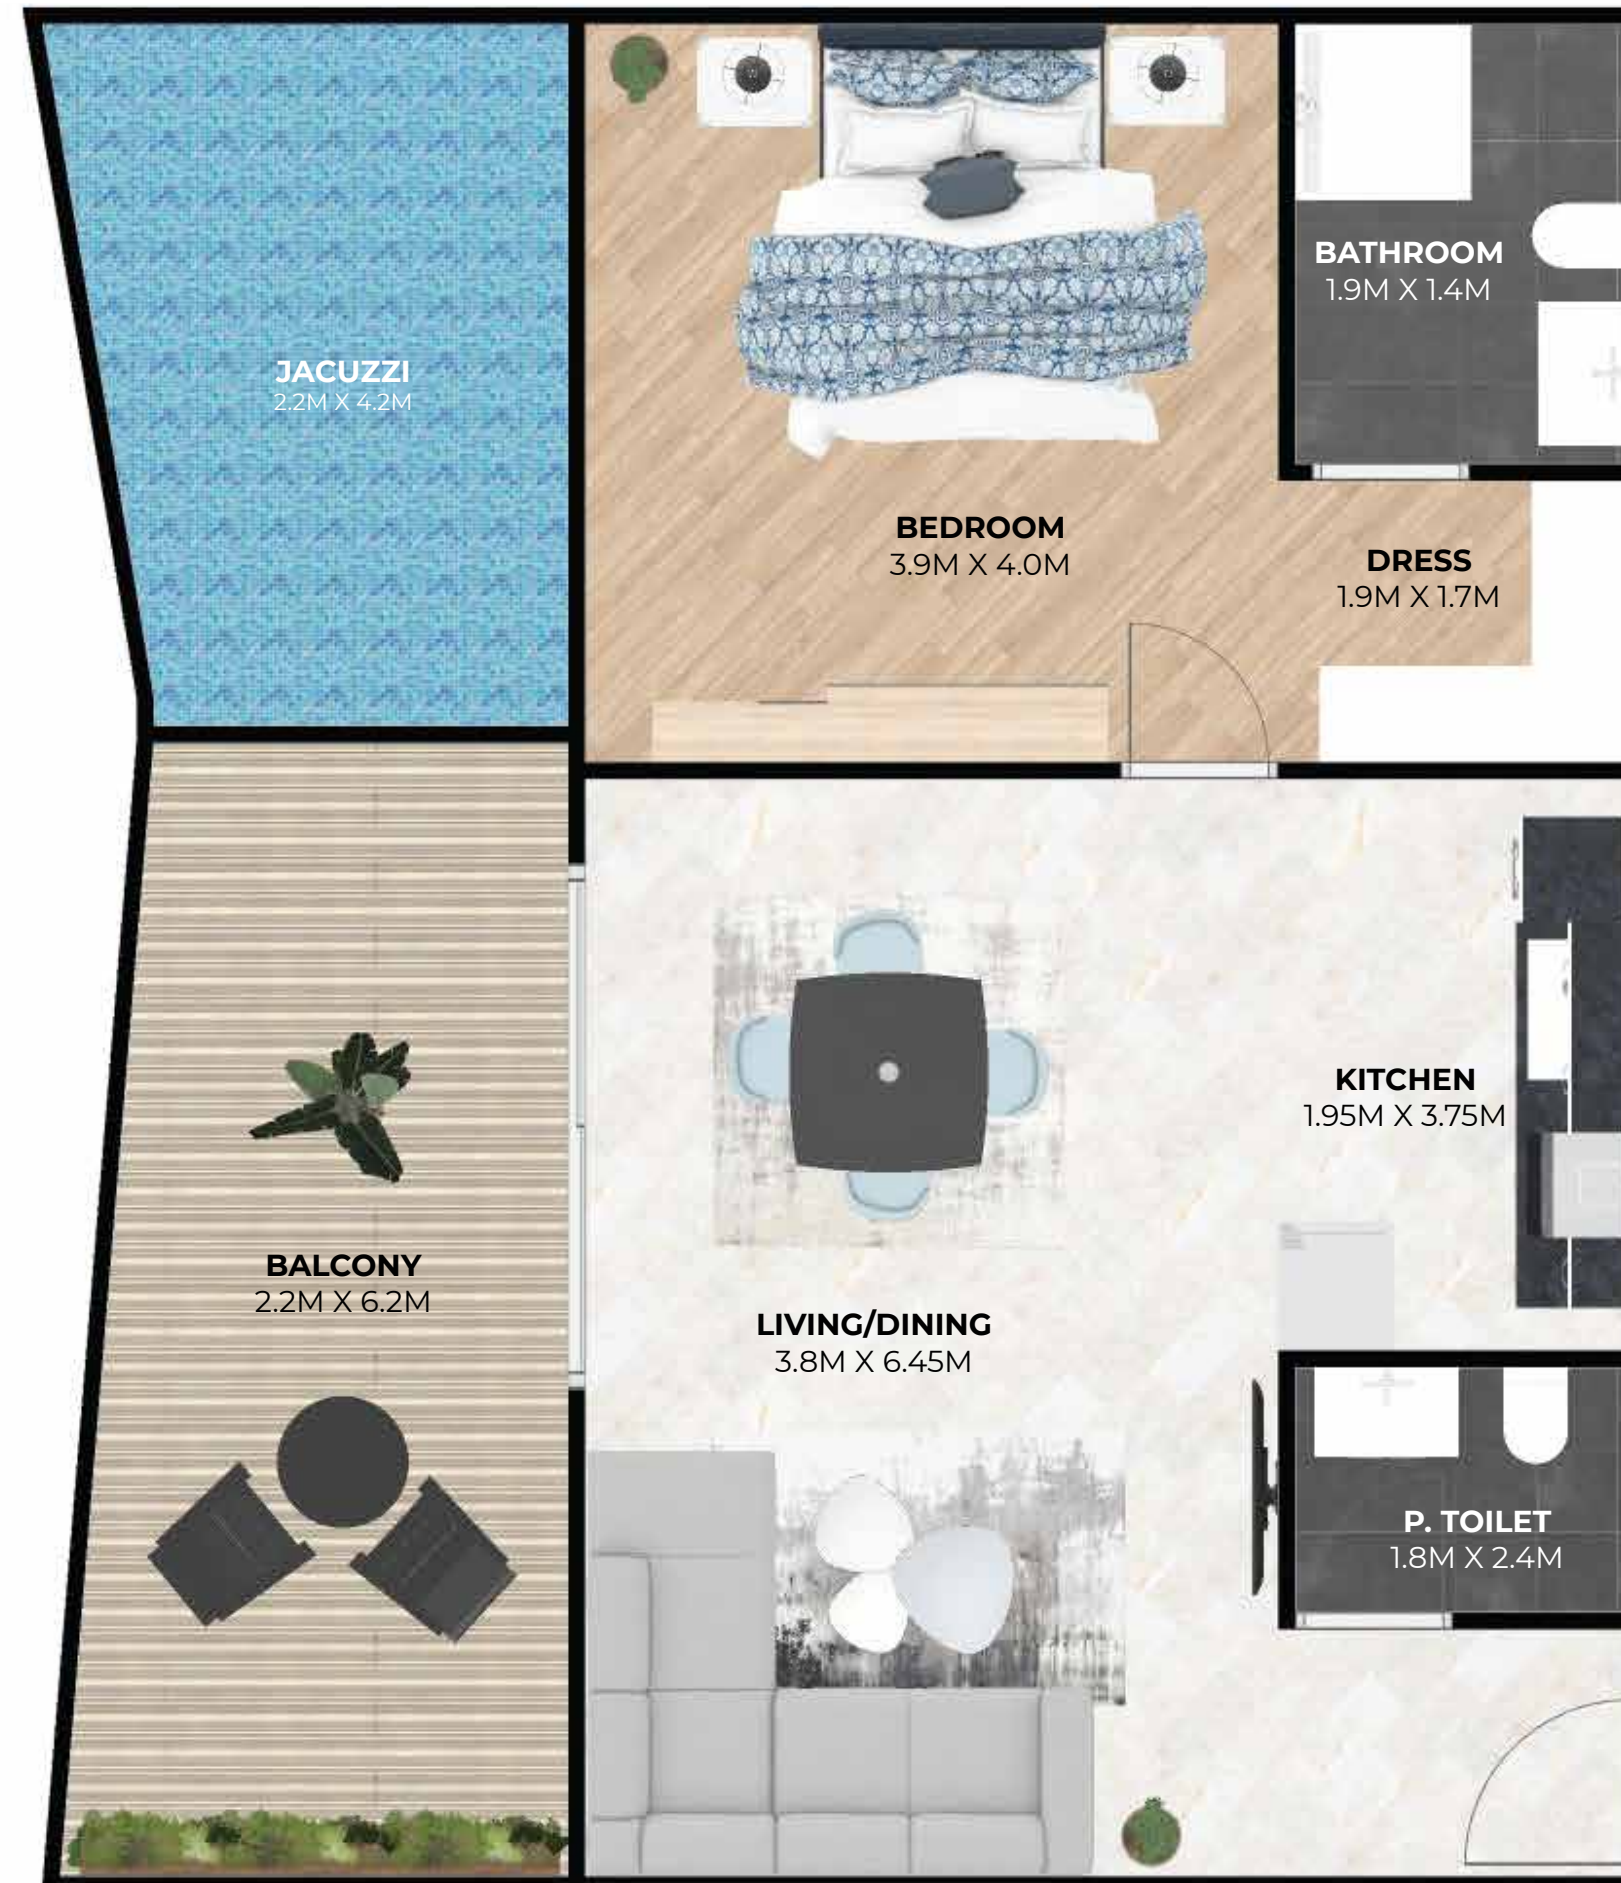 BATHROOM
1.9M X 1.4M
JACUZZI
2.2M X 4.2M
BEDROOM
3.9M X 4.0M
DRESS
1.9M X 1.7M
KITCHEN
1.95M X 3.75M
BALCONY
2.2M X 6.2M
LIVING/DINING
3.8M X 6.45M
P. TOILET
1.8M X 2.4M